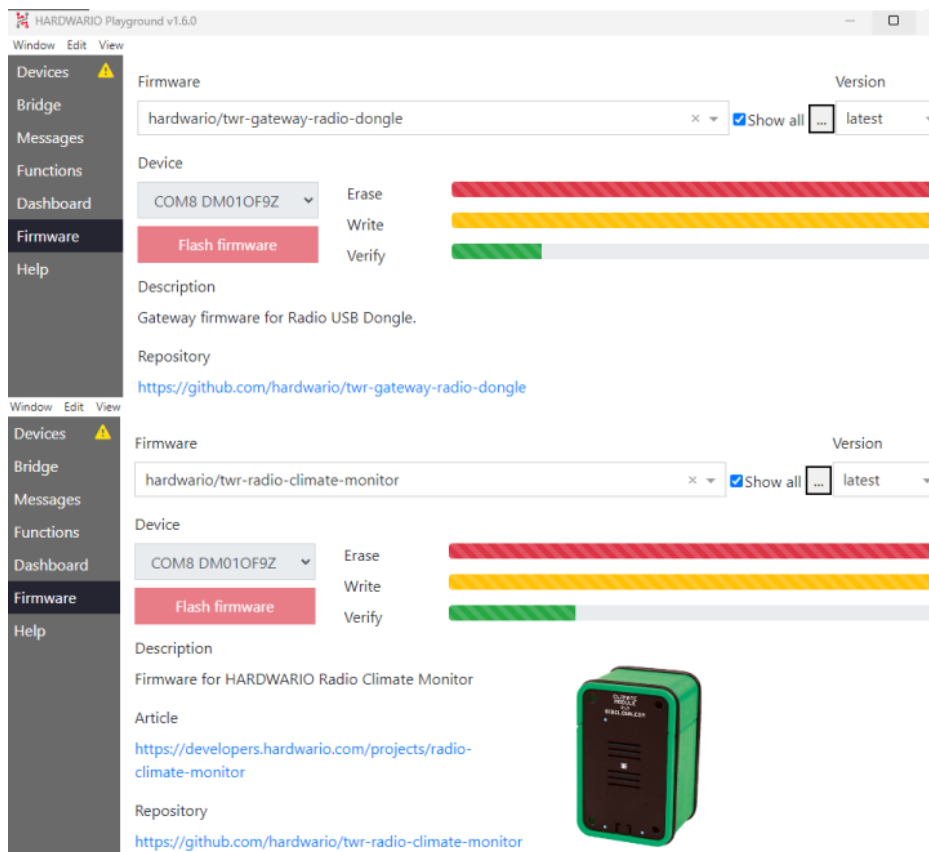 HARDWARIO Playground v1.6.0
Window Edit View
Devices
Bridge
Messages
Functions
Dashboard
Firmware
Help
Firmware
Version
hardwario/twr-gateway-radio-dongle
Show all
...
latest
Device
COM8 DM01OF9Z
Flash firmware
Erase
Write
Verify
Description
Gateway firmware for Radio USB Dongle.
Repository
https://github.com/hardwario/twr-gateway-radio-dongle
Window Edit View
Devices
Bridge
Messages
Functions
Dashboard
Firmware
Help
Firmware
Version
hardwario/twr-radio-climate-monitor
Show all
...
latest
Device
COM8 DM01OF9Z
Flash firmware
Erase
Write
Verify
Description
Firmware for HARDWARIO Radio Climate Monitor
Article
https://developers.hardwario.com/projects/radio-
climate-monitor
Repository
https://github.com/hardwario/twr-radio-climate-monitor
CLIMATE
MODULE